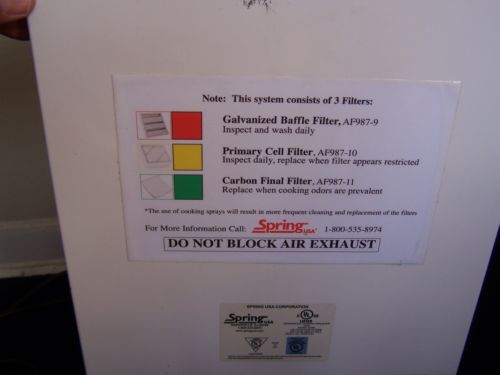 Note: This system consists of 3 Filters:
Galvanized Baffle Filter, AF987-9
Inspect and wash daily
Primary Cell Filter, AF987-10
Inspect daily, replace when filter appears restricted
Carbon Final Filter, AF987-11
Replace when cooking odors are prevalent
*The use of cooking sprays will result in more frequent cleaning and replacement of the filters
For More Information Call: Spring USA 1-800-535-8974
DO NOT BLOCK AIR EXHAUST
SPRING USA CORPORATION
Spring USA
UL
LISTED